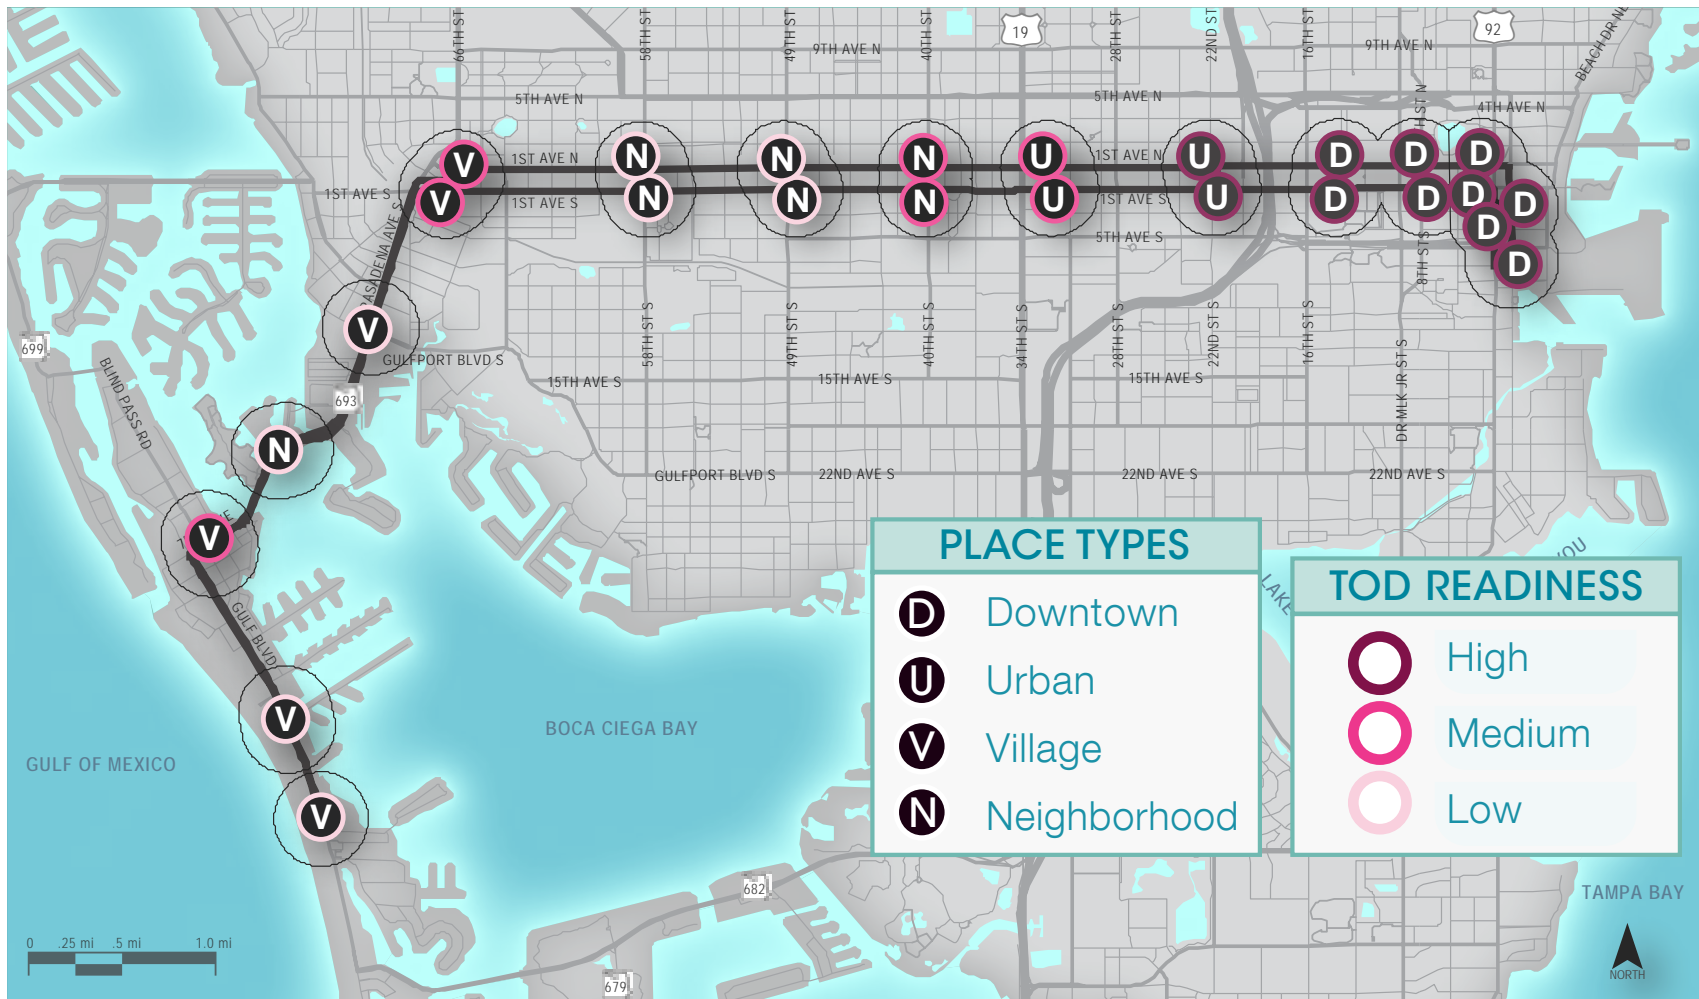 66TH ST
58TH ST
49TH ST
40TH ST
19
28TH ST
22ND ST
16TH ST
92
BEACH DR NE
9TH AVE N
9TH AVE N
5TH AVE N
5TH AVE N
4TH AVE N
1ST AVE N
1ST AVE N
1ST AVE S
1ST AVE S
1ST AVE S
5TH AVE S
V
V
N
N
N
N
N
N
U
U
U
U
D
D
D
D
D
D
D
D
D
8TH ST S
V
N
V
V
V
699
BLIND PASS RD
GULFPORT BLVD S
693
58TH ST S
49TH ST S
40TH ST S
34TH ST S
28TH ST S
22ND ST S
16TH ST S
DR MLK JR ST S
15TH AVE S
15TH AVE S
15TH AVE S
GULFPORT BLVD S
22ND AVE S
22ND AVE S
22ND AVE S
GULF BLVD
GULF OF MEXICO
BOCA CIEGA BAY
LAKE
PLACE TYPES
D Downtown
U Urban
V Village
N Neighborhood
TOD READINESS
High
Medium
Low
682
679
TAMPA BAY
0 .25 mi .5 mi 1.0 mi
NORTH